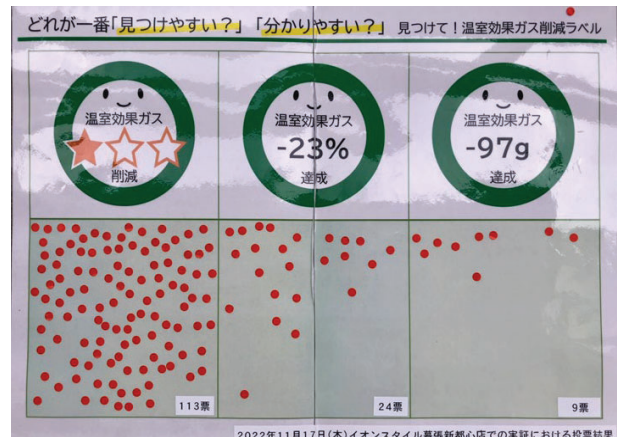 どれが一番「見つけやすい?」「分かりやすい?」 見つけて!温室効果ガス削減ラベル
温室効果ガス
削減
温室効果ガス
-23%
達成
温室効果ガス
-97g
達成
113票
24票
9票
2022年11月17日(木)イオンスタイル幕張新都心店での実証における投票結果